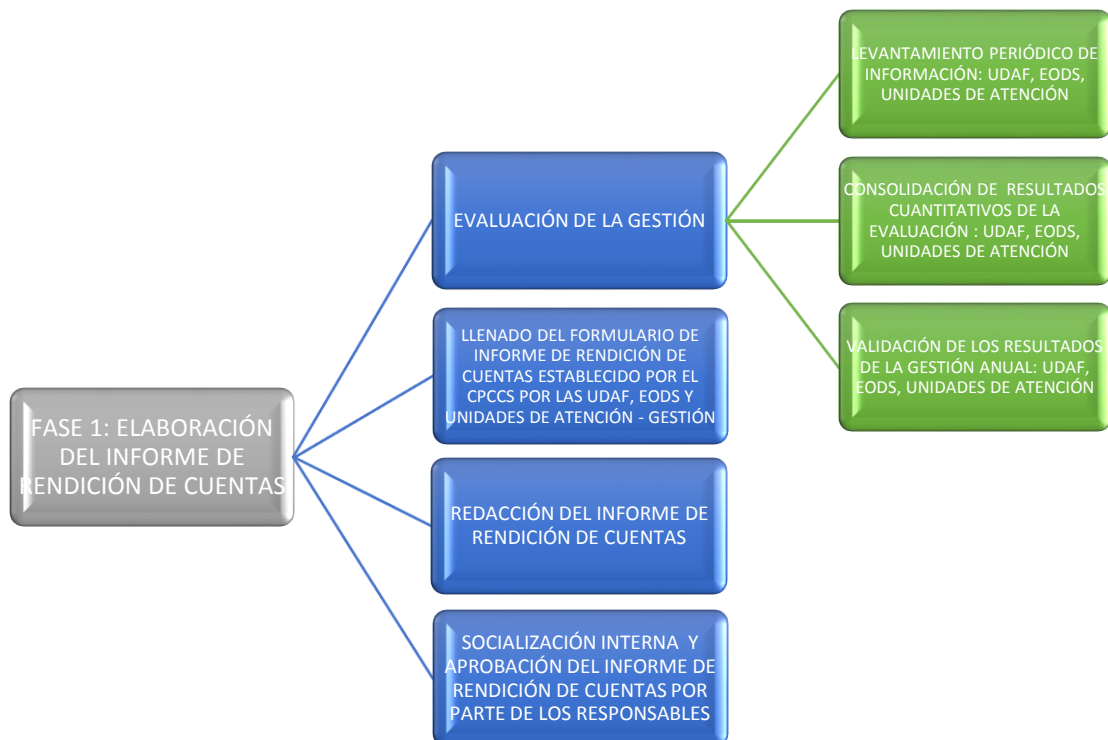 FASE 1: ELABORACIÓN
DEL INFORME DE
RENDICIÓN DE CUENTAS
EVALUACIÓN DE LA GESTIÓN
LEVANTAMIENTO PERIÓDICO DE
INFORMACIÓN: UDAF, EODS,
UNIDADES DE ATENCIÓN
CONSOLIDACIÓN DE RESULTADOS
CUANTITATIVOS DE LA
EVALUACIÓN : UDAF, EODS,
UNIDADES DE ATENCIÓN
VALIDACIÓN DE LOS RESULTADOS
DE LA GESTIÓN ANUAL: UDAF,
EODS, UNIDADES DE ATENCIÓN
LLENADO DEL FORMULARIO DE
INFORME DE RENDICIÓN DE
CUENTAS ESTABLECIDO POR EL
CPCCS POR LAS UDAF, EODS Y
UNIDADES DE ATENCIÓN - GESTIÓN
REDACCIÓN DEL INFORME DE
RENDICIÓN DE CUENTAS
SOCIALIZACIÓN INTERNA Y
APROBACIÓN DEL INFORME DE
RENDICIÓN DE CUENTAS POR
PARTE DE LOS RESPONSABLES